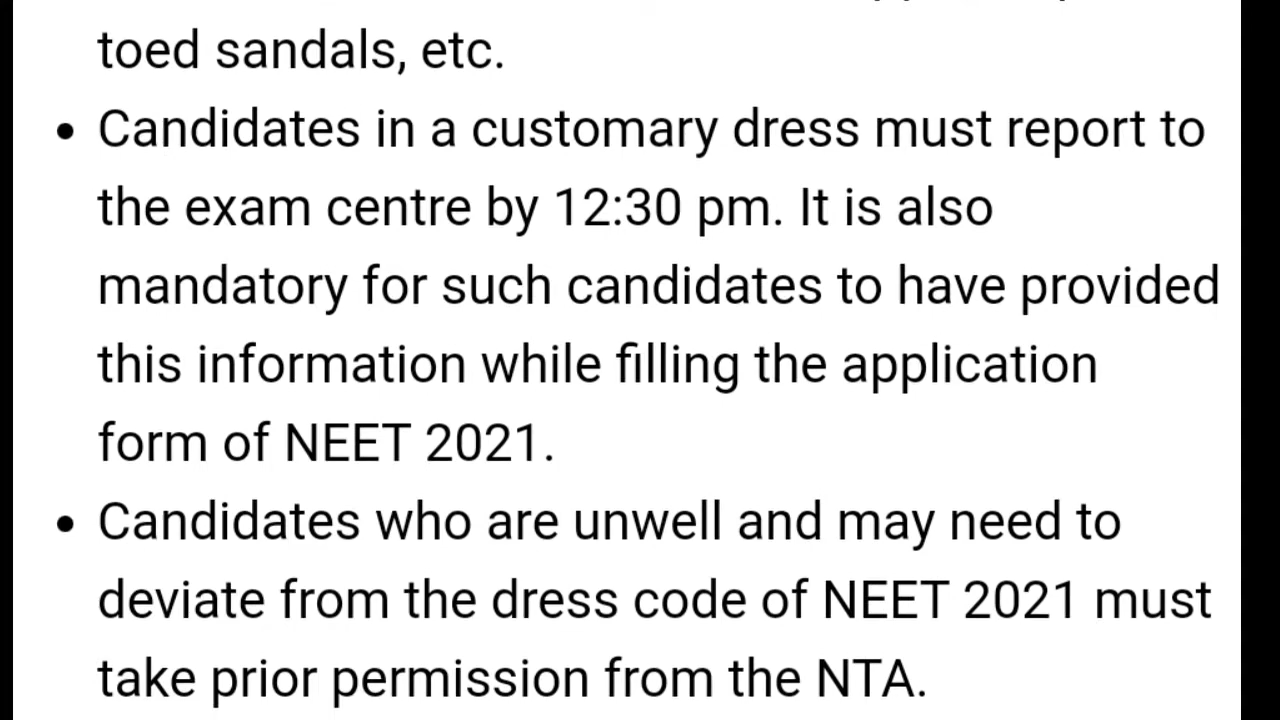 toed sandals, etc.
Candidates in a customary dress must report to
the exam centre by 12:30 pm. It is also
mandatory for such candidates to have provided
this information while filling the application
form of NEET 2021.
Candidates who are unwell and may need to
deviate from the dress code of NEET 2021 must
take prior permission from the NTA.